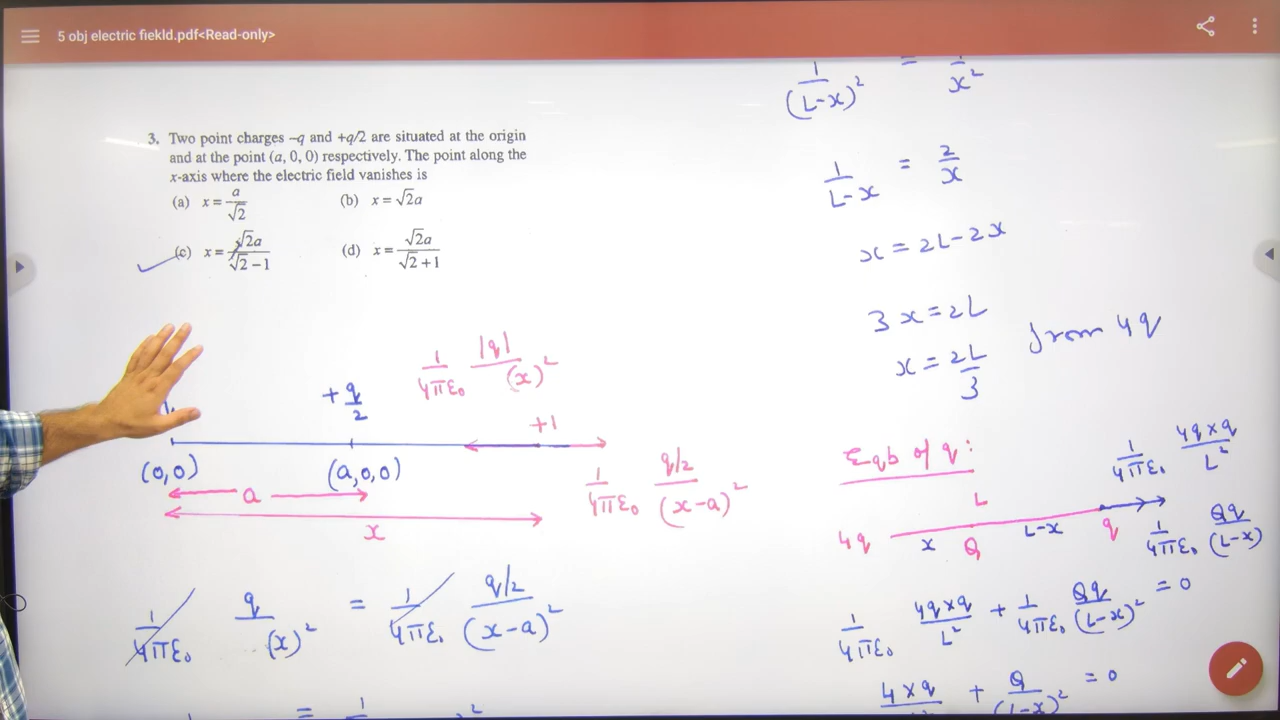 5 obj electric fiekld.pdf<Read-only>
3. Two point charges –q and +q/2 are situated at the origin
and at the point (a, 0, 0) respectively. The point along the
x-axis where the electric field vanishes is
(a) x = a/√2 (b) x = √2a
(c) x = √2a/√2 – 1 (d) x = √2a/√2 + 1
1/4πε₀ |q|/(x)²
+q/2
+1
(0,0) (a,0,0)
a
x
1/4πε₀ q/2/(x-a)²
1/4πε₀ q/(x)² = 1/4πε₀ q/2/(x-a)²
1/(L-x)² = x²
1/L-x = 2/x
x = 2L-2x
3x = 2L
x = 2L/3 from 4q
Eqb of q:
1/4πε₀ 4q×q/L²
L
4q x Q L-x q
1/4πε₀ Qq/(L-x)
1/4πε₀ 4q×q/L² + 1/4πε₀ Qq/(L-x)² = 0
4×q + Q/(L-x)² = 0